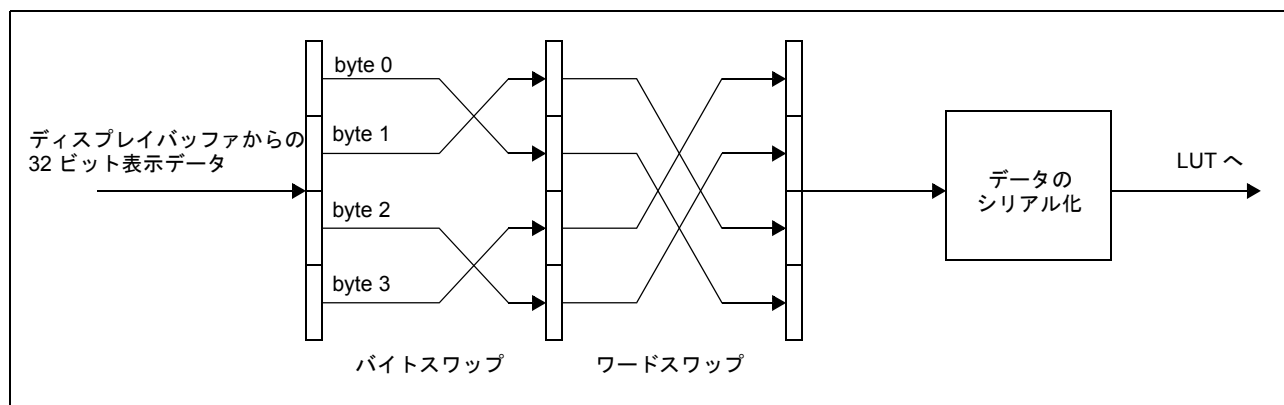 byte 0
byte 1
ディスプレイバッファからの
32 ビット表示データ
byte 2
byte 3
バイトスワップ
ワードスワップ
データの
シリアル化
LUT へ